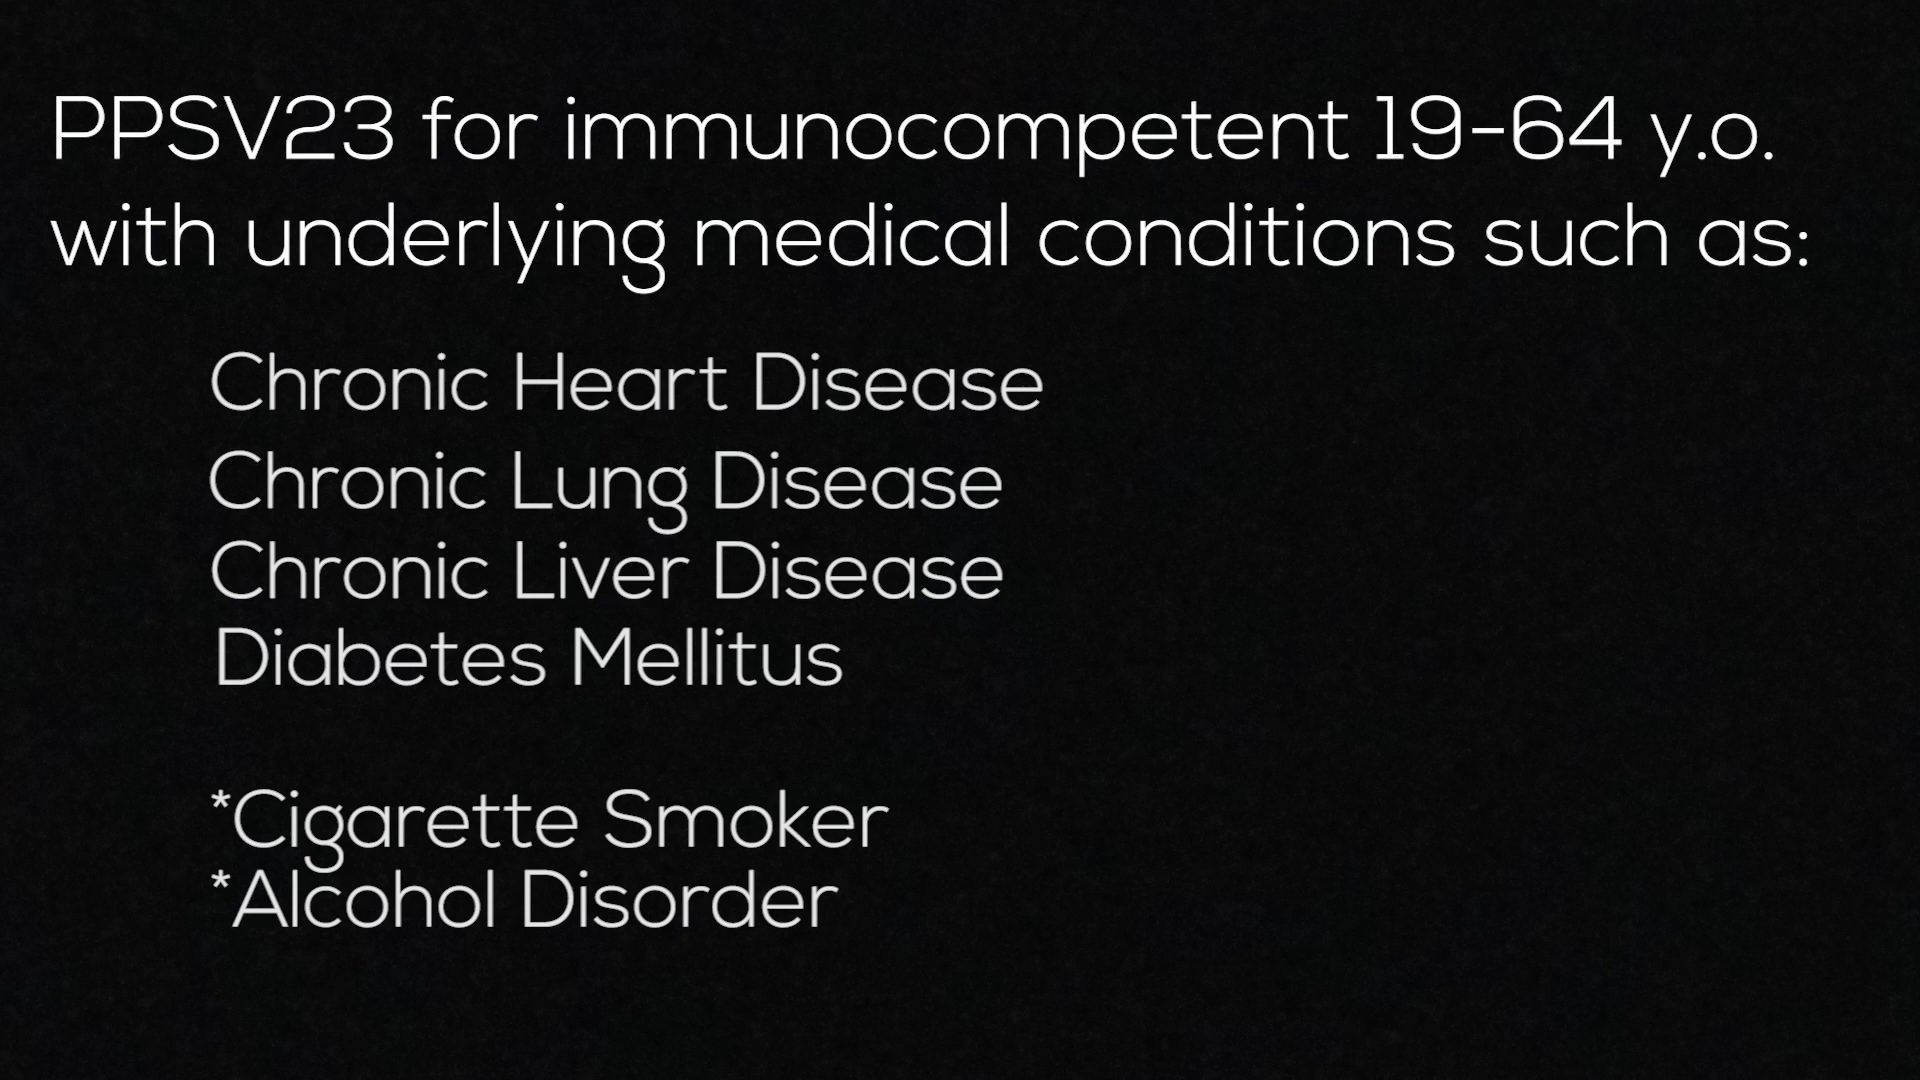 PPSV23 for immunocompetent 19-64 y.o.
with underlying medical conditions such as:
Chronic Heart Disease
Chronic Lung Disease
Chronic Liver Disease
Diabetes Mellitus
*Cigarette Smoker
*Alcohol Disorder